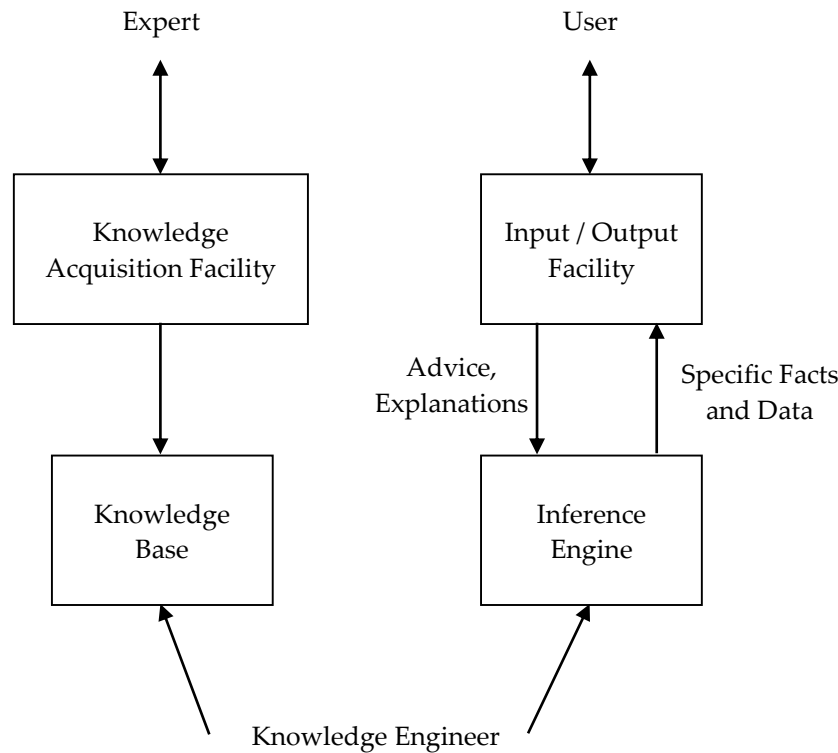 Expert
User
Knowledge
Acquisition Facility
Input / Output
Facility
Advice,
Explanations
Specific Facts
and Data
Knowledge
Base
Inference
Engine
Knowledge Engineer